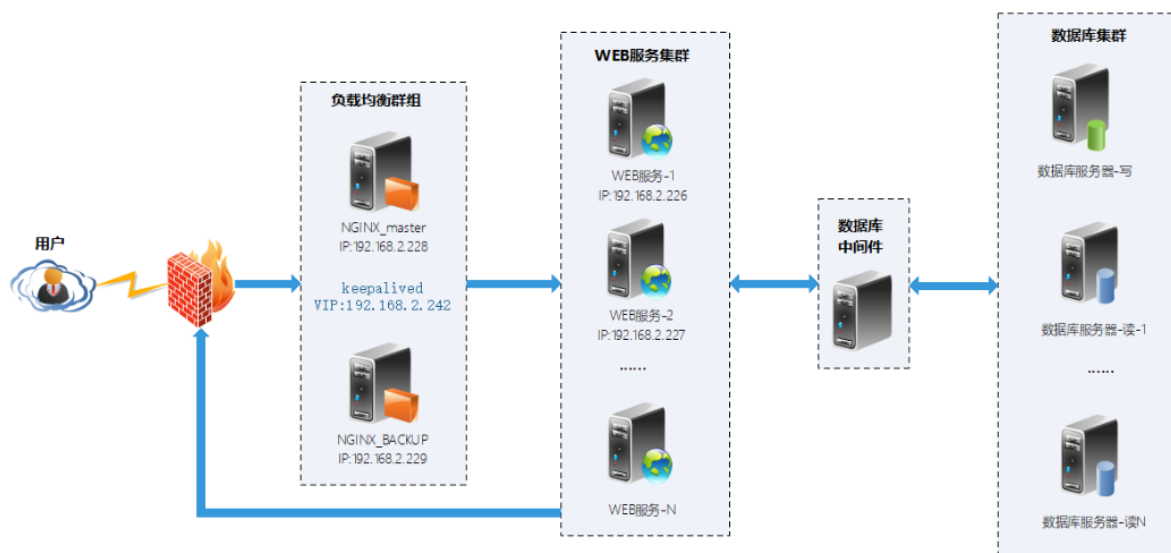 用户
负载均衡群组
NGINX_master
IP:192.168.2.228
keepalived
VIP:192.168.2.242
NGINX_BACKUP
IP:192.168.2.229
WEB服务集群
WEB服务-1
IP:192.168.2.226
WEB服务-2
IP:192.168.2.227
......
WEB服务-N
数据库
中间件
数据库集群
数据库服务器-写
数据库服务器-读-1
......
数据库服务器-读N